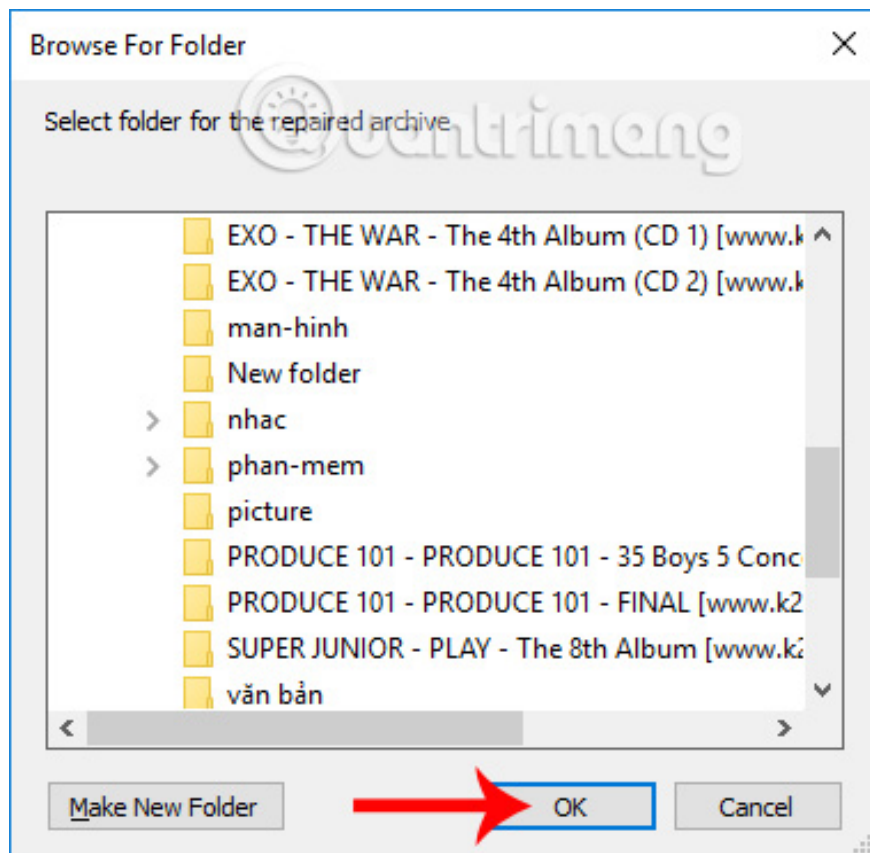 Browse For Folder
Quantrimang
Select folder for the repaired archive
EXO - THE WAR - The 4th Album (CD 1) [www.k
EXO - THE WAR - The 4th Album (CD 2) [www.k
man-hinh
New folder
nhac
phan-mem
picture
PRODUCE 101 - PRODUCE 101 - 35 Boys 5 Conc
PRODUCE 101 - PRODUCE 101 - FINAL [www.k2
SUPER JUNIOR - PLAY - The 8th Album [www.k2
văn bản
Make New Folder
OK
Cancel